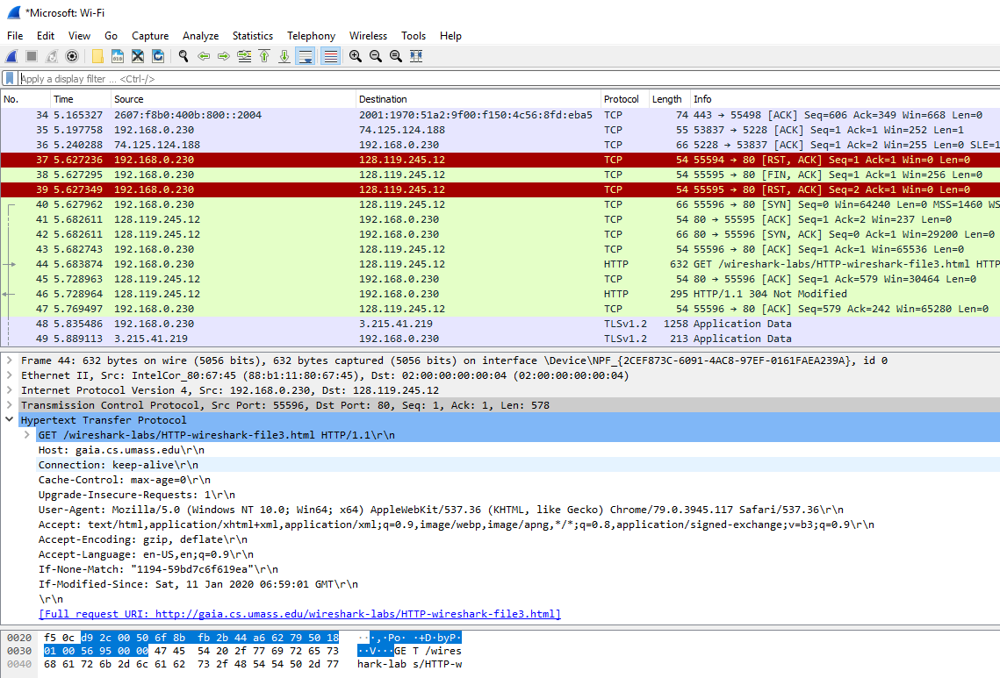 *Microsoft: Wi-Fi
File Edit View Go Capture Analyze Statistics Telephony Wireless Tools Help
Apply a display filter ... <Ctrl-/>
No. Time Source Destination Protocol Length Info
34 5.165327 2607:f8b0:400b:800::2004 2001:1970:51a2:9f00:f150:4c56:8fd:eba5 TCP 74 443 → 55498 [ACK] Seq=606 Ack=349 Win=668 Len=0
35 5.197758 192.168.0.230 74.125.124.188 TCP 55 53837 → 5228 [ACK] Seq=1 Ack=1 Win=252 Len=1
36 5.240288 74.125.124.188 192.168.0.230 TCP 66 5228 → 53837 [ACK] Seq=1 Ack=2 Win=255 Len=0 SLE=1
37 5.627236 192.168.0.230 128.119.245.12 TCP 54 55594 → 80 [RST, ACK] Seq=1 Ack=1 Win=0 Len=0
38 5.627295 192.168.0.230 128.119.245.12 TCP 54 55595 → 80 [FIN, ACK] Seq=1 Ack=1 Win=256 Len=0
39 5.627349 192.168.0.230 128.119.245.12 TCP 54 55595 → 80 [RST, ACK] Seq=2 Ack=1 Win=0 Len=0
40 5.627962 192.168.0.230 128.119.245.12 TCP 66 55596 → 80 [SYN] Seq=0 Win=64240 Len=0 MSS=1460 WS
41 5.682611 128.119.245.12 192.168.0.230 TCP 54 80 → 55595 [ACK] Seq=1 Ack=2 Win=237 Len=0
42 5.682611 128.119.245.12 192.168.0.230 TCP 66 80 → 55596 [SYN, ACK] Seq=0 Ack=1 Win=29200 Len=0
43 5.682743 192.168.0.230 128.119.245.12 TCP 54 55596 → 80 [ACK] Seq=1 Ack=1 Win=65536 Len=0
44 5.683874 192.168.0.230 128.119.245.12 HTTP 632 GET /wireshark-labs/HTTP-wireshark-file3.html HTTP
45 5.728963 128.119.245.12 192.168.0.230 TCP 54 80 → 55596 [ACK] Seq=1 Ack=579 Win=30464 Len=0
46 5.728964 128.119.245.12 192.168.0.230 HTTP 295 HTTP/1.1 304 Not Modified
47 5.769497 192.168.0.230 128.119.245.12 TCP 54 55596 → 80 [ACK] Seq=579 Ack=242 Win=65280 Len=0
48 5.835486 192.168.0.230 3.215.41.219 TLSv1.2 1258 Application Data
49 5.889113 3.215.41.219 192.168.0.230 TLSv1.2 213 Application Data
Frame 44: 632 bytes on wire (5056 bits), 632 bytes captured (5056 bits) on interface \Device\NPF_{2CEF873C-6091-4AC8-97EF-0161FAEA239A}, id 0
Ethernet II, Src: IntelCor_80:67:45 (88:b1:11:80:67:45), Dst: 02:00:00:00:00:04 (02:00:00:00:00:04)
Internet Protocol Version 4, Src: 192.168.0.230, Dst: 128.119.245.12
Transmission Control Protocol, Src Port: 55596, Dst Port: 80, Seq: 1, Ack: 1, Len: 578
Hypertext Transfer Protocol
GET /wireshark-labs/HTTP-wireshark-file3.html HTTP/1.1\r\n
Host: gaia.cs.umass.edu\r\n
Connection: keep-alive\r\n
Cache-Control: max-age=0\r\n
Upgrade-Insecure-Requests: 1\r\n
User-Agent: Mozilla/5.0 (Windows NT 10.0; Win64; x64) AppleWebKit/537.36 (KHTML, like Gecko) Chrome/79.0.3945.117 Safari/537.36\r\n
Accept: text/html,application/xhtml+xml,application/xml;q=0.9,image/webp,image/apng,*/*;q=0.8,application/signed-exchange;v=b3;q=0.9\r\n
Accept-Encoding: gzip, deflate\r\n
Accept-Language: en-US,en;q=0.9\r\n
If-None-Match: "1194-59bd7c6f619ea"\r\n
If-Modified-Since: Sat, 11 Jan 2020 06:59:01 GMT\r\n
\r\n
[Full request URI: http://gaia.cs.umass.edu/wireshark-labs/HTTP-wireshark-file3.html]
0020 f5 0c d9 2c 00 50 6f 8b fb 2b 44 a6 62 79 50 18 ···,·Po· ·+D·byP·
0030 01 00 56 95 00 00 47 45 54 20 2f 77 69 72 65 73 ··V···GE T /wires
0040 68 61 72 6b 2d 6c 61 62 73 2f 48 54 54 50 2d 77 hark-lab s/HTTP-w